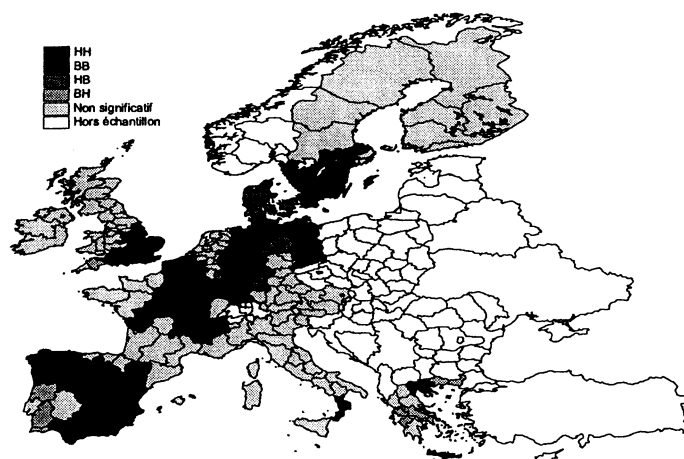 HH
BB
HB
BH
Non significatif
Hors échantillon